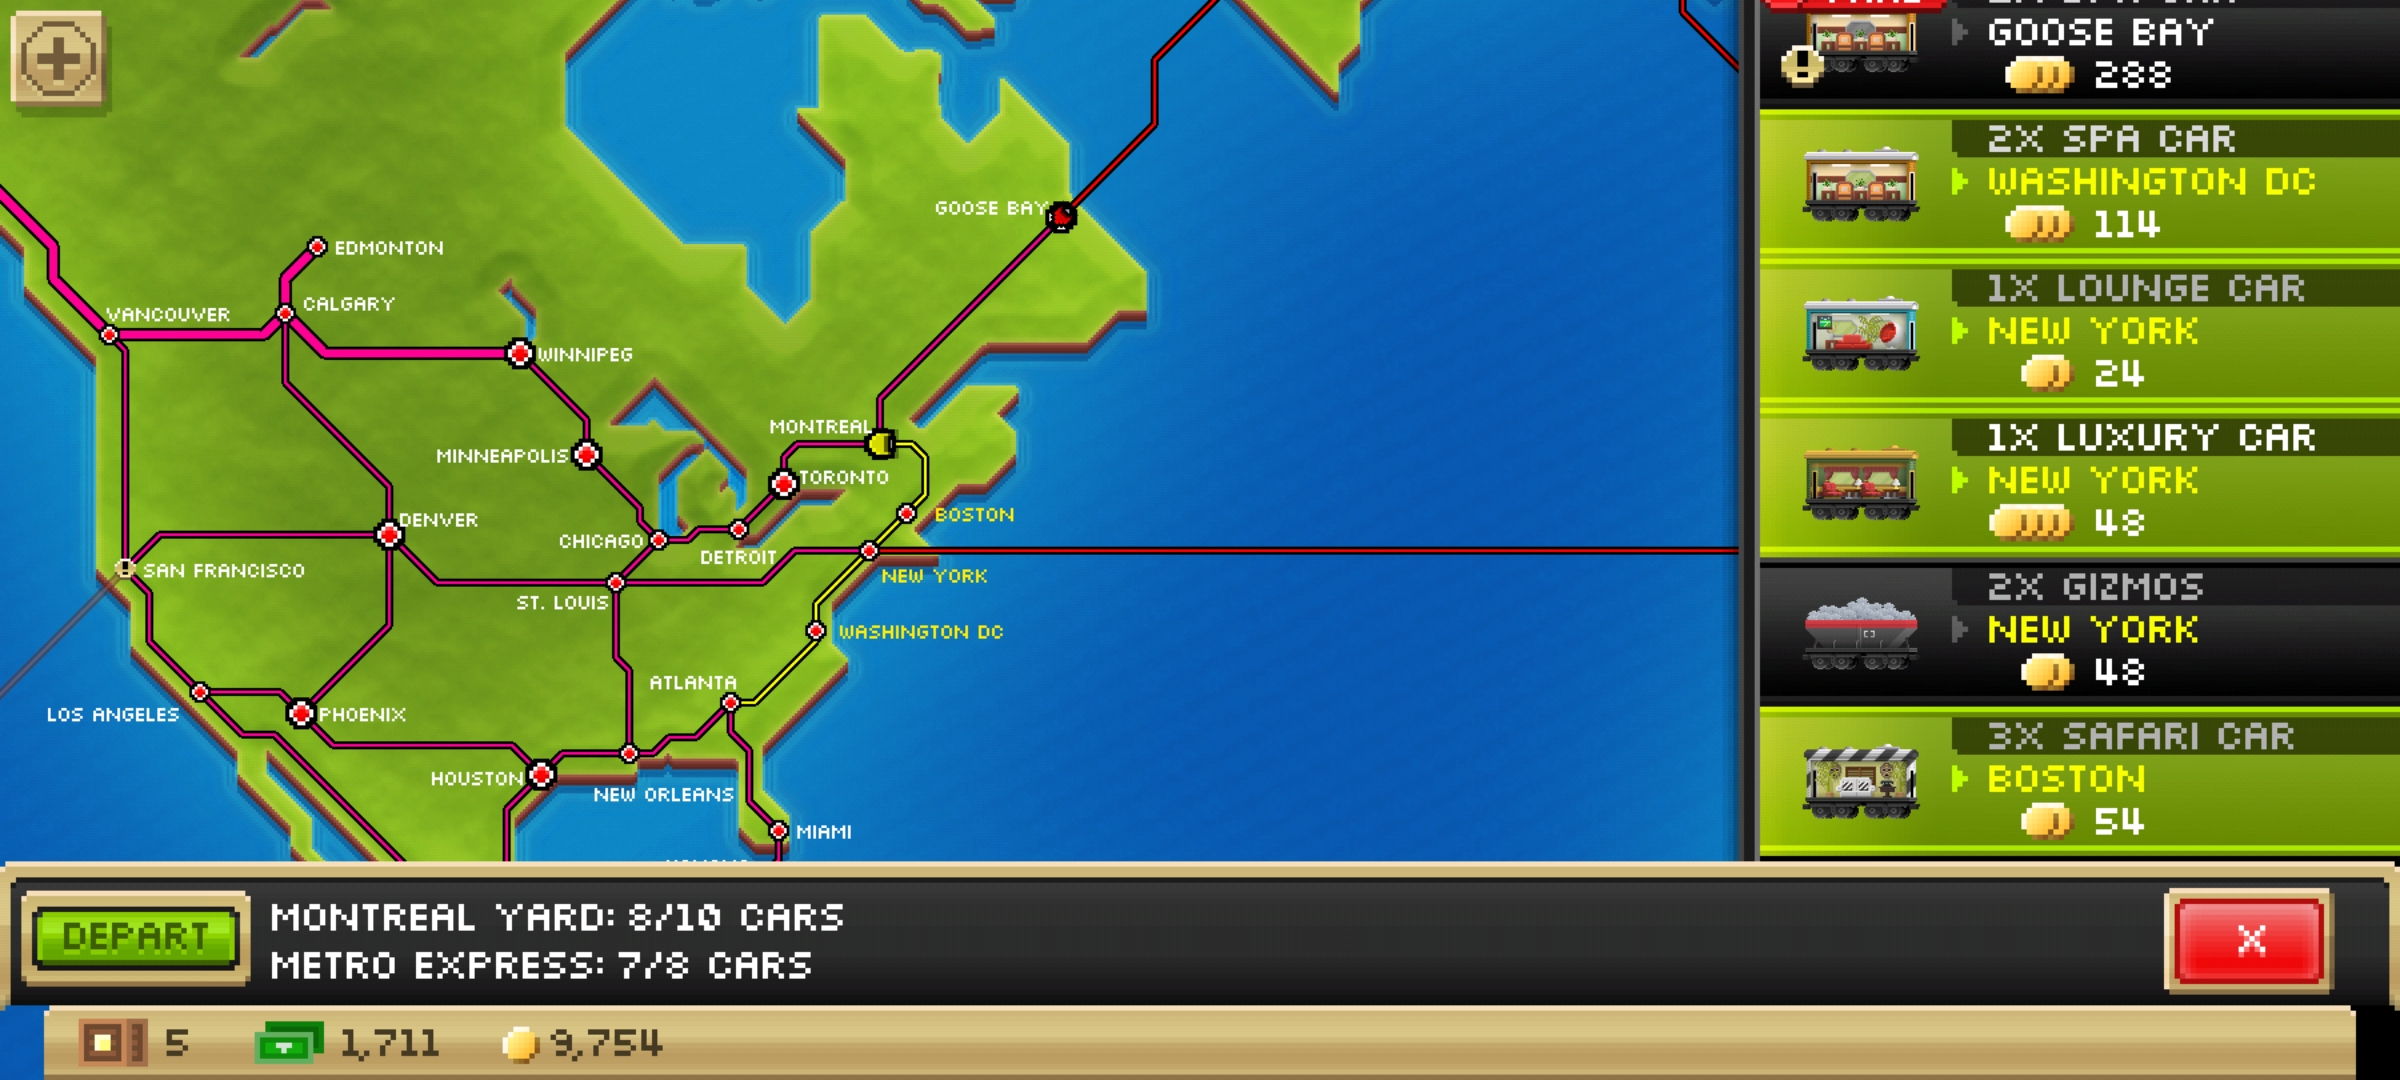 GOOSE BAY
288
2X SPA CAR
WASHINGTON DC
114
1X LOUNGE CAR
NEW YORK
24
1X LUXURY CAR
NEW YORK
48
2X GIZMOS
NEW YORK
48
3X SAFARI CAR
BOSTON
54
GOOSE BAY
EDMONTON
CALGARY
VANCOUVER
WINNIPEG
MONTREAL
MINNEAPOLIS
TORONTO
DENVER
BOSTON
CHICAGO
DETROIT
SAN FRANCISCO
NEW YORK
ST. LOUIS
WASHINGTON DC
ATLANTA
LOS ANGELES
PHOENIX
HOUSTON
NEW ORLEANS
MIAMI
DEPART
MONTREAL YARD: 8/10 CARS
METRO EXPRESS: 7/8 CARS
X
5
1,711
9,754